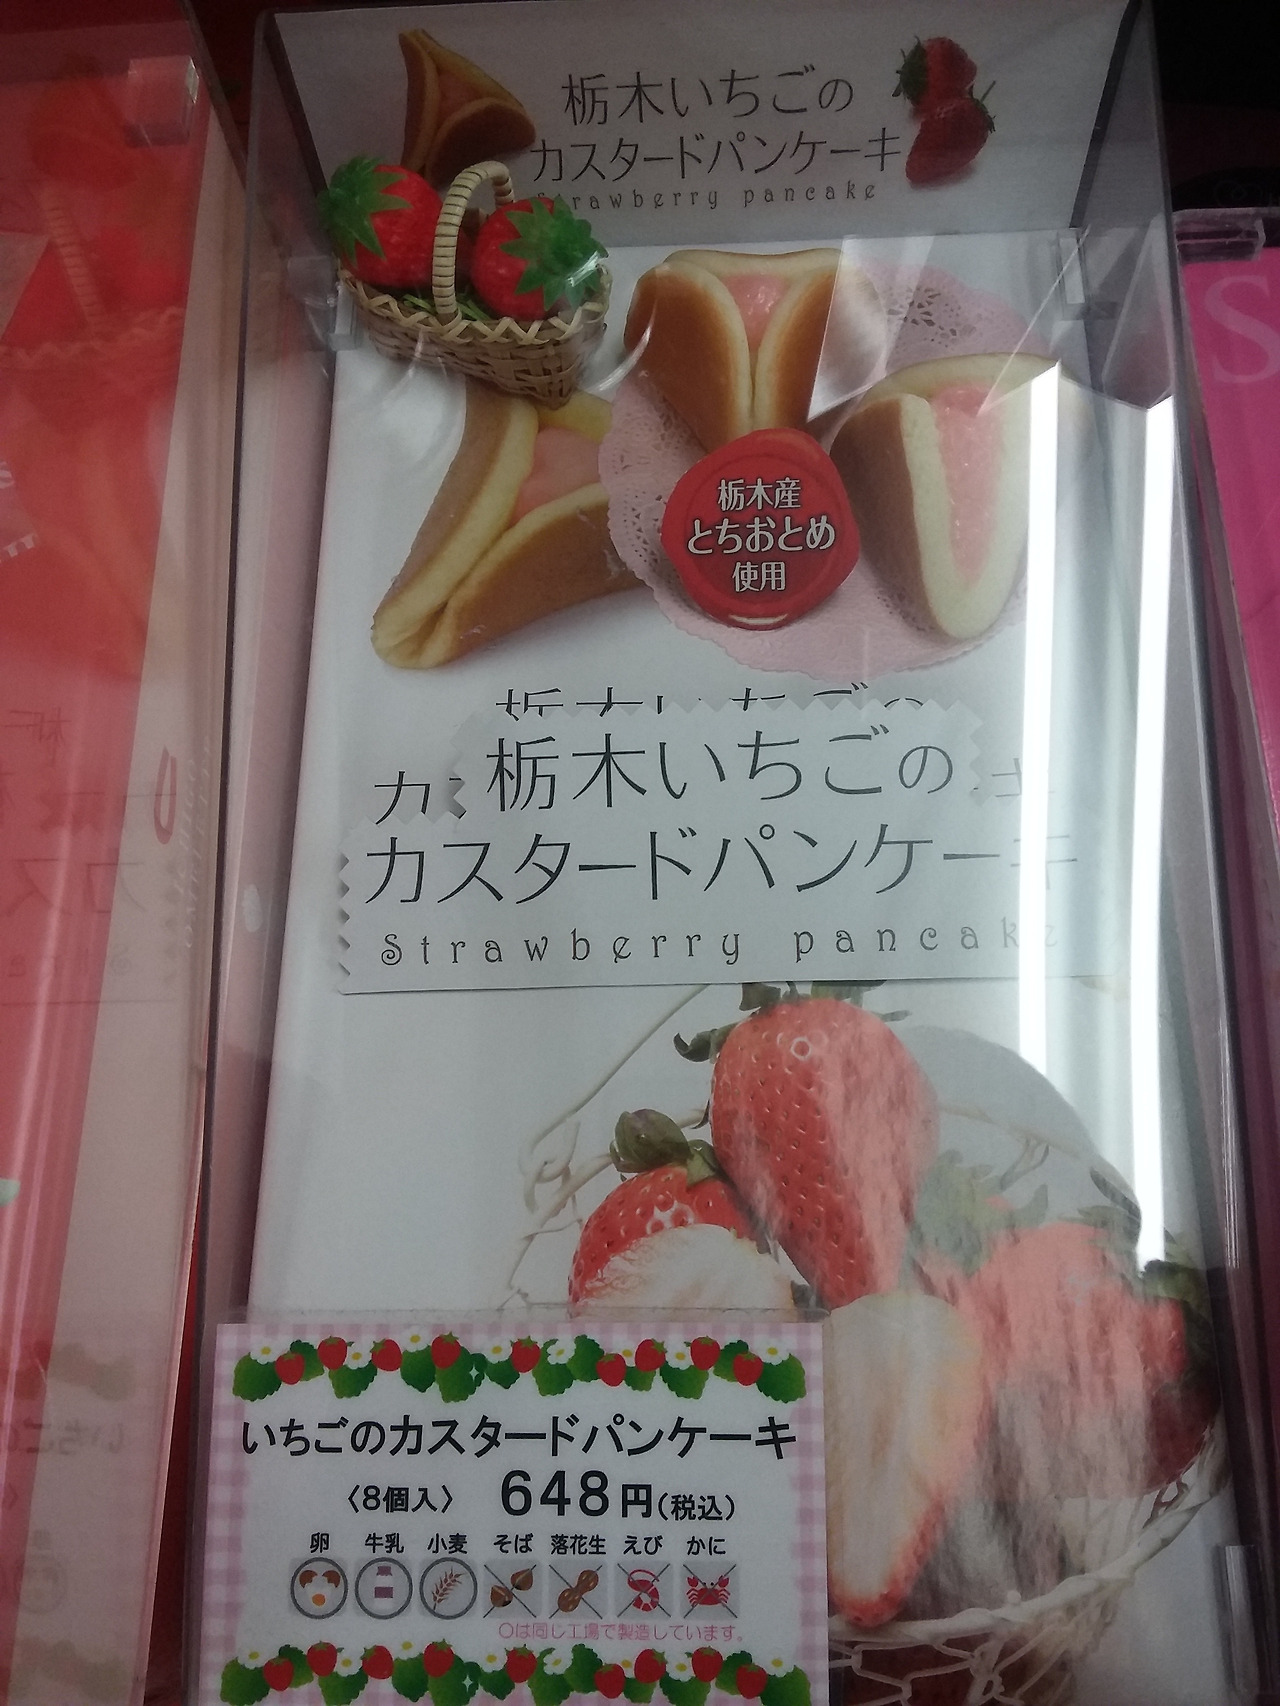 栃木いちごの
カスタードパンケーキ
Strawberry pancake
栃木産
とちおとめ
使用
栃木いちごの
カスタードパンケーキ
Strawberry pancake
いちごのカスタードパンケーキ
〈8個入〉 648円(税込)
卵 牛乳 小麦 そば 落花生 えび かに
○は同じ工場で製造しています。